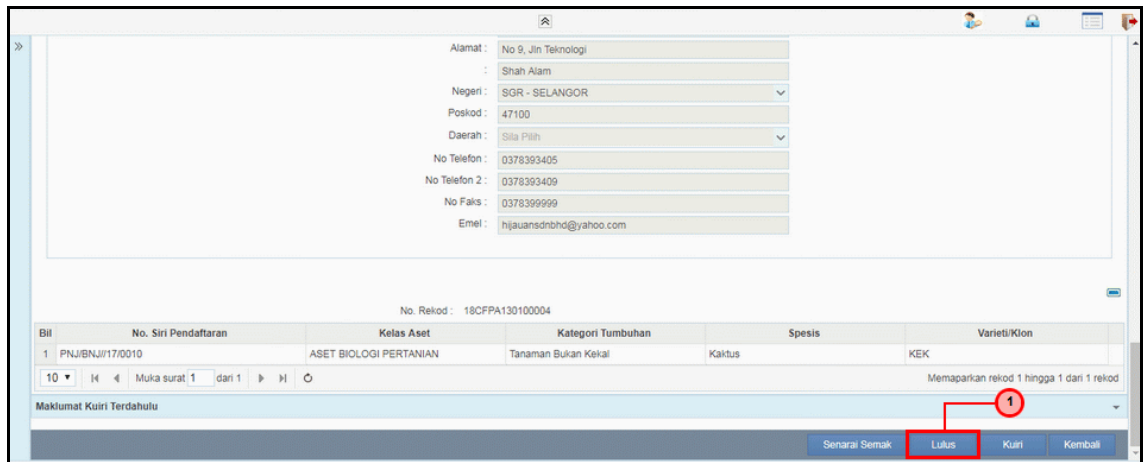 Alamat : No 9, Jln Teknologi
: Shah Alam
Negeri : SGR - SELANGOR
Poskod : 47100
Daerah : Sila Pilih
No Telefon : 0378393405
No Telefon 2 : 0378393409
No Faks : 0378399999
Emel : hijauansdnbhd@yahoo.com
No. Rekod : 18CFPA130100004
Bil No. Siri Pendaftaran Kelas Aset Kategori Tumbuhan Spesis Varieti/Klon
1 PNJ/BNJ//17/0010 ASET BIOLOGI PERTANIAN Tanaman Bukan Kekal Kaktus KEK
10 Muka surat 1 dari 1 Memaparkan rekod 1 hingga 1 dari 1 rekod
Maklumat Kuiri Terdahulu
1
Senarai Semak Lulus Kuiri Kembali